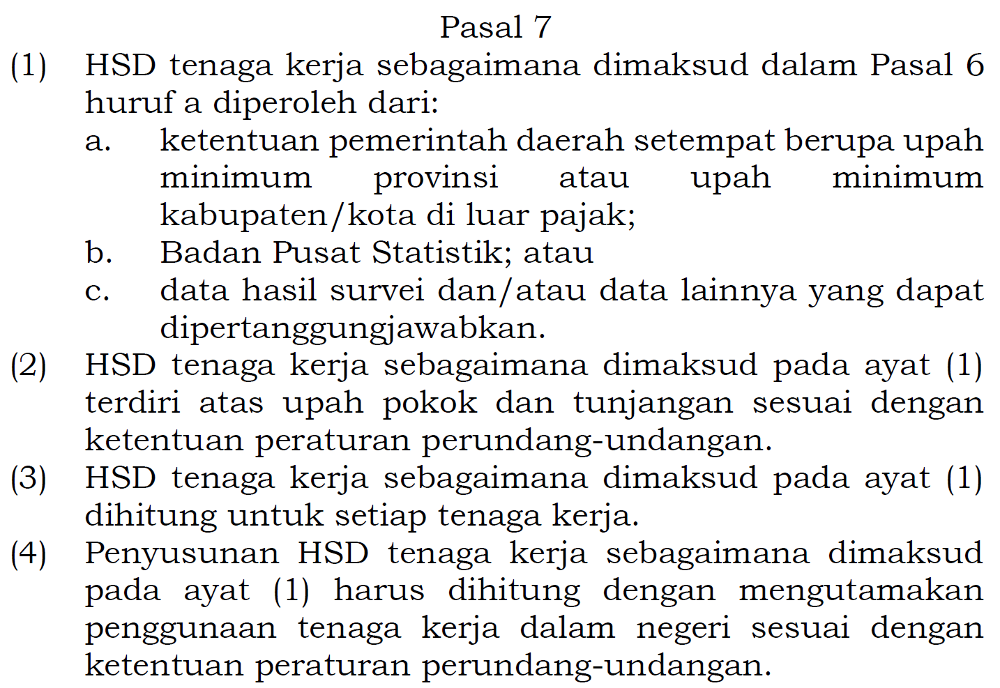 Pasal 7
(1) HSD tenaga kerja sebagaimana dimaksud dalam Pasal 6
huruf a diperoleh dari:
a. ketentuan pemerintah daerah setempat berupa upah
minimum provinsi atau upah minimum
kabupaten/kota di luar pajak;
b. Badan Pusat Statistik; atau
c. data hasil survei dan/atau data lainnya yang dapat
dipertanggungjawabkan.
(2) HSD tenaga kerja sebagaimana dimaksud pada ayat (1)
terdiri atas upah pokok dan tunjangan sesuai dengan
ketentuan peraturan perundang-undangan.
(3) HSD tenaga kerja sebagaimana dimaksud pada ayat (1)
dihitung untuk setiap tenaga kerja.
(4) Penyusunan HSD tenaga kerja sebagaimana dimaksud
pada ayat (1) harus dihitung dengan mengutamakan
penggunaan tenaga kerja dalam negeri sesuai dengan
ketentuan peraturan perundang-undangan.